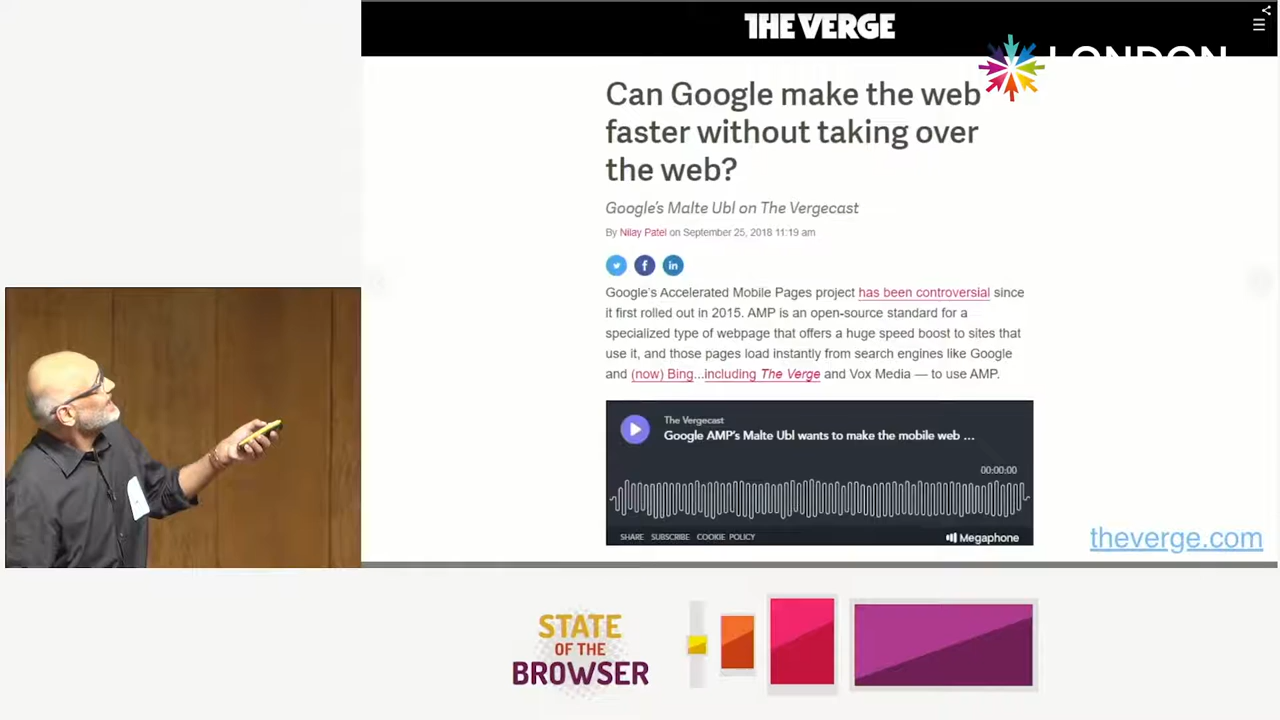 THE VERGE
LONDON
Can Google make the web
faster without taking over
the web?
Google's Malte Ubl on The Vergecast
By Nilay Patel on September 25, 2018 11:19 am
Google's Accelerated Mobile Pages project has been controversial since
it first rolled out in 2015. AMP is an open-source standard for a
specialized type of webpage that offers a huge speed boost to sites that
use it, and those pages load instantly from search engines like Google
and (now) Bing...including The Verge and Vox Media — to use AMP.
The Vergecast
Google AMP's Malte Ubl wants to make the mobile web ...
00:00:00
SHARE SUBSCRIBE COOKIE POLICY
Megaphone
theverge.com
STATE
OF THE
BROWSER